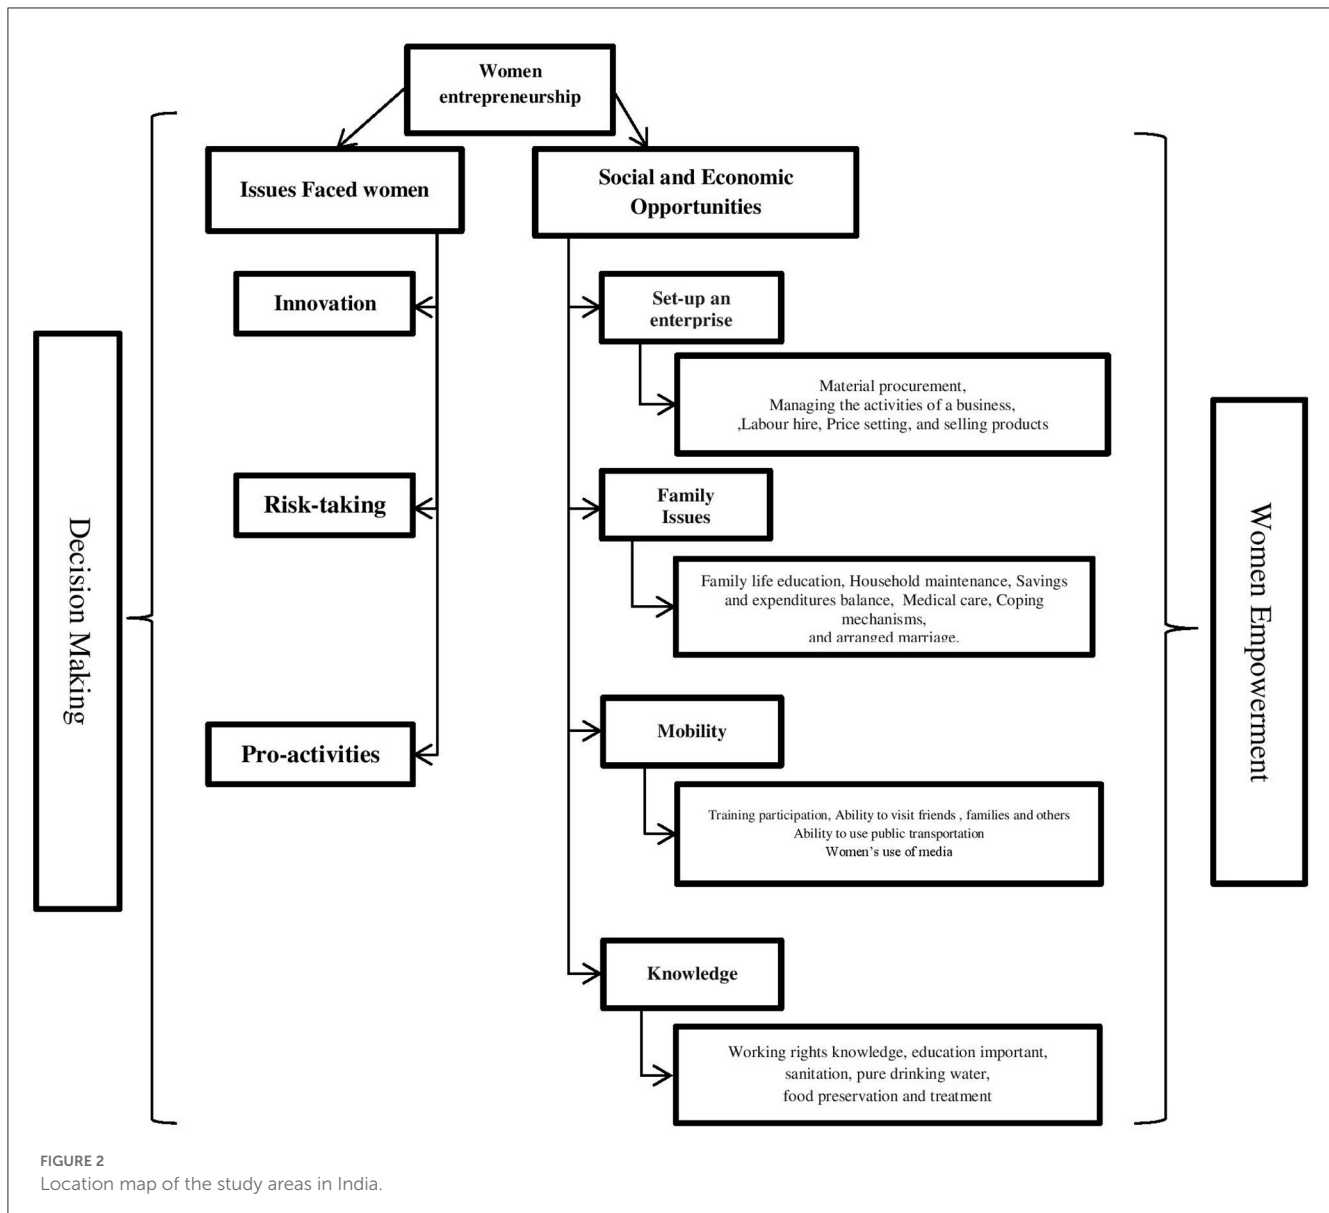 Women
entrepreneurship
Issues Faced women
Social and Economic
Opportunities
Innovation
Set-up an
enterprise
Material procurement,
Managing the activities of a business,
,Labour hire, Price setting, and selling products
Risk-taking
Family
Issues
Family life education, Household maintenance, Savings
and expenditures balance, Medical care, Coping
mechanisms,
and arranged marriage.
Pro-activities
Mobility
Training participation, Ability to visit friends , families and others
Ability to use public transportation
Women's use of media
Knowledge
Working rights knowledge, education important,
sanitation, pure drinking water,
food preservation and treatment
Decision Making
Women Empowerment
FIGURE 2
Location map of the study areas in India.